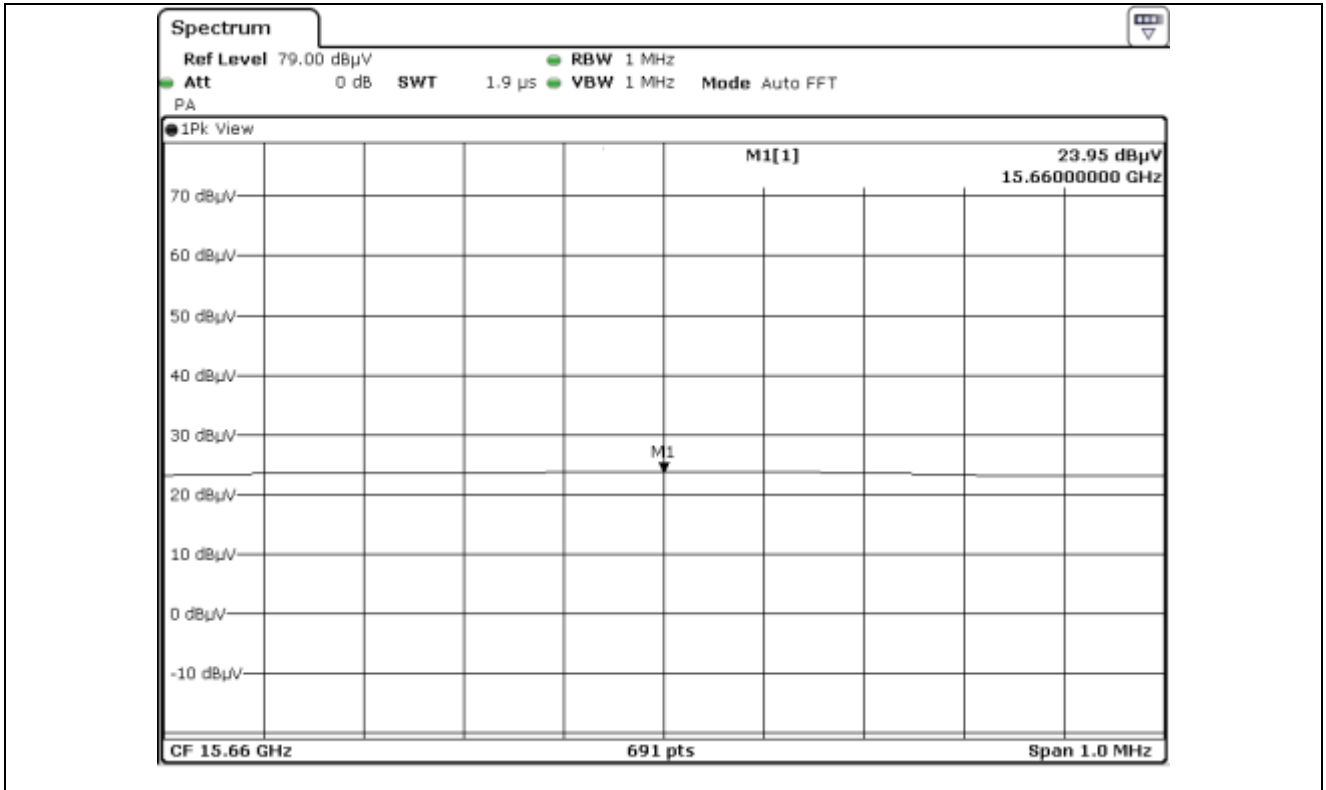 Spectrum
Ref Level 79.00 dBµV RBW 1 MHz
Att 0 dB SWT 1.9 µs VBW 1 MHz Mode Auto FFT
PA
1Pk View
M1[1] 23.95 dBµV
15.66000000 GHz
70 dBµV
60 dBµV
50 dBµV
40 dBµV
30 dBµV
M1
20 dBµV
10 dBµV
0 dBµV
-10 dBµV
CF 15.66 GHz 691 pts Span 1.0 MHz